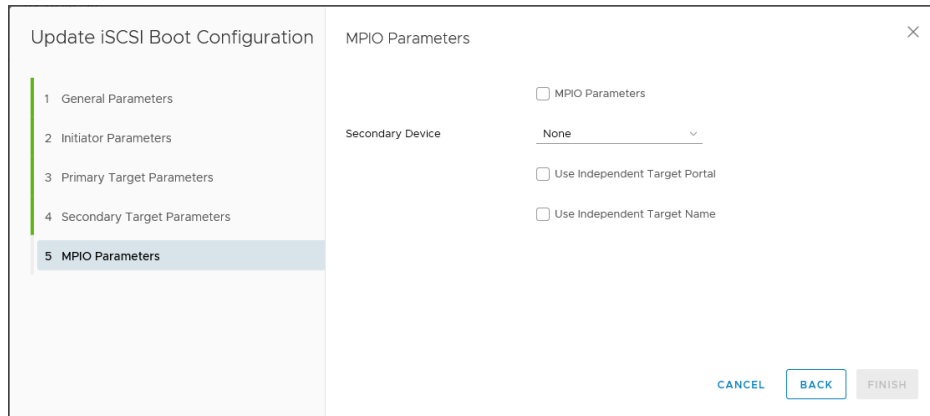 Update iSCSI Boot Configuration
1 General Parameters
2 Initiator Parameters
3 Primary Target Parameters
4 Secondary Target Parameters
5 MPIO Parameters
MPIO Parameters
MPIO Parameters
Secondary Device None
Use Independent Target Portal
Use Independent Target Name
CANCEL BACK FINISH